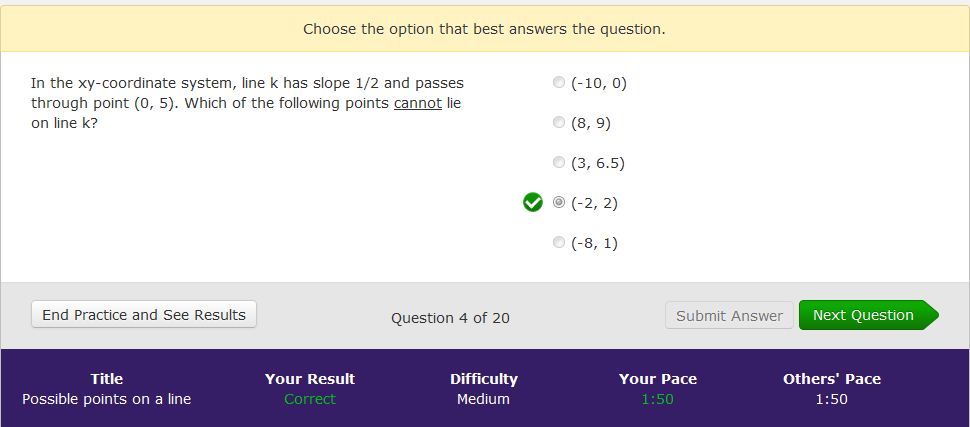 Choose the option that best answers the question.
In the xy-coordinate system, line k has slope 1/2 and passes
through point (0, 5). Which of the following points cannot lie
on line k?
(-10, 0)
(8, 9)
(3, 6.5)
(-2, 2)
(-8, 1)
End Practice and See Results
Question 4 of 20
Submit Answer
Next Question
Title
Possible points on a line
Your Result
Correct
Difficulty
Medium
Your Pace
1:50
Others' Pace
1:50